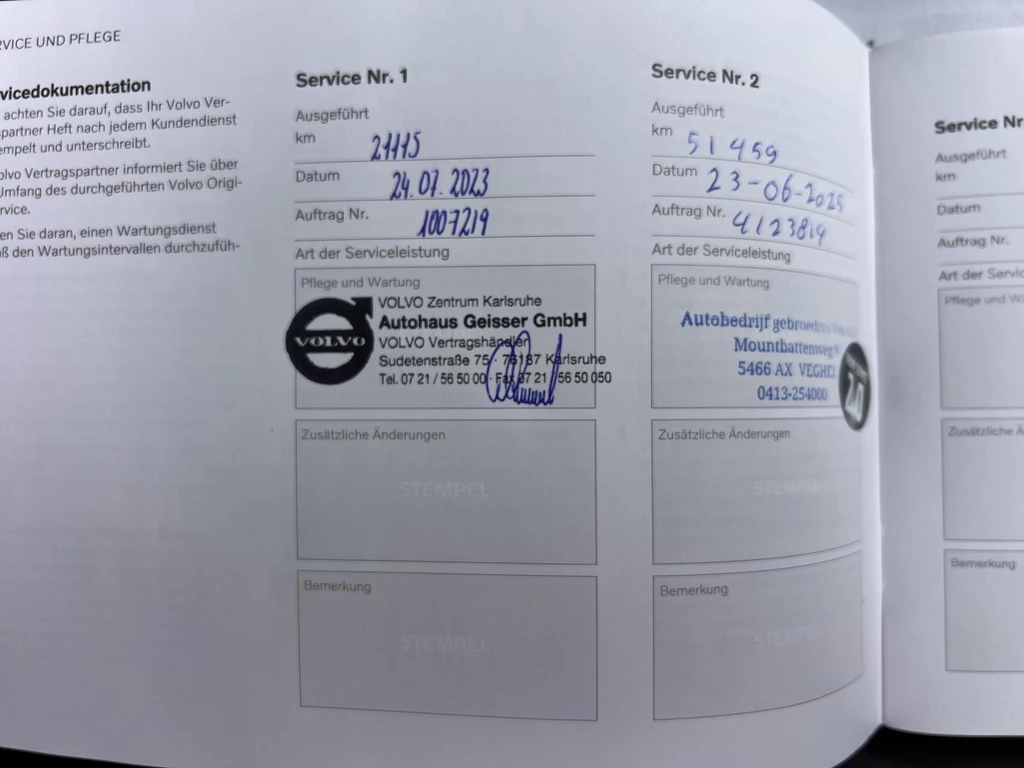 RVICE UND PFLEGE
vicedokumentation
achten Sie darauf, dass Ihr Volvo Ver-
partner Heft nach jedem Kundendienst
empelt und unterschreibt.
olvo Vertragspartner informiert Sie über
Umfang des durchgeführten Volvo Origi-
rvice.
en Sie daran, einen Wartungsdienst
ß den Wartungsintervallen durchzufüh-
Service Nr. 1
Ausgeführt
km 21115
Datum 24.07.2023
Auftrag Nr. 1007219
Art der Serviceleistung
Pflege und Wartung
VOLVO
VOLVO Zentrum Karlsruhe
Autohaus Geisser GmbH
VOLVO Vertragshändler
Sudetenstraße 75 · 76187 Karlsruhe
Tel. 07 21 / 56 50 00 · Fax 07 21 / 56 50 050
Zusätzliche Änderungen
STEMPEL
Bemerkung
STEMPEL
Service Nr. 2
Ausgeführt
km 51459
Datum 23-06-2025
Auftrag Nr. 4123814
Art der Serviceleistung
Pflege und Wartung
Autobedrijf gebroeders
Mountbattenweg
5466 AX VEGHEL
0413-254000
Zusätzliche Änderungen
STEMPEL
Bemerkung
STEMPEL
Service Nr
Ausgeführt
km
Datum
Auftrag Nr.
Art der Servic
Pflege und Wa
Zusätzliche Ä
Bemerkung